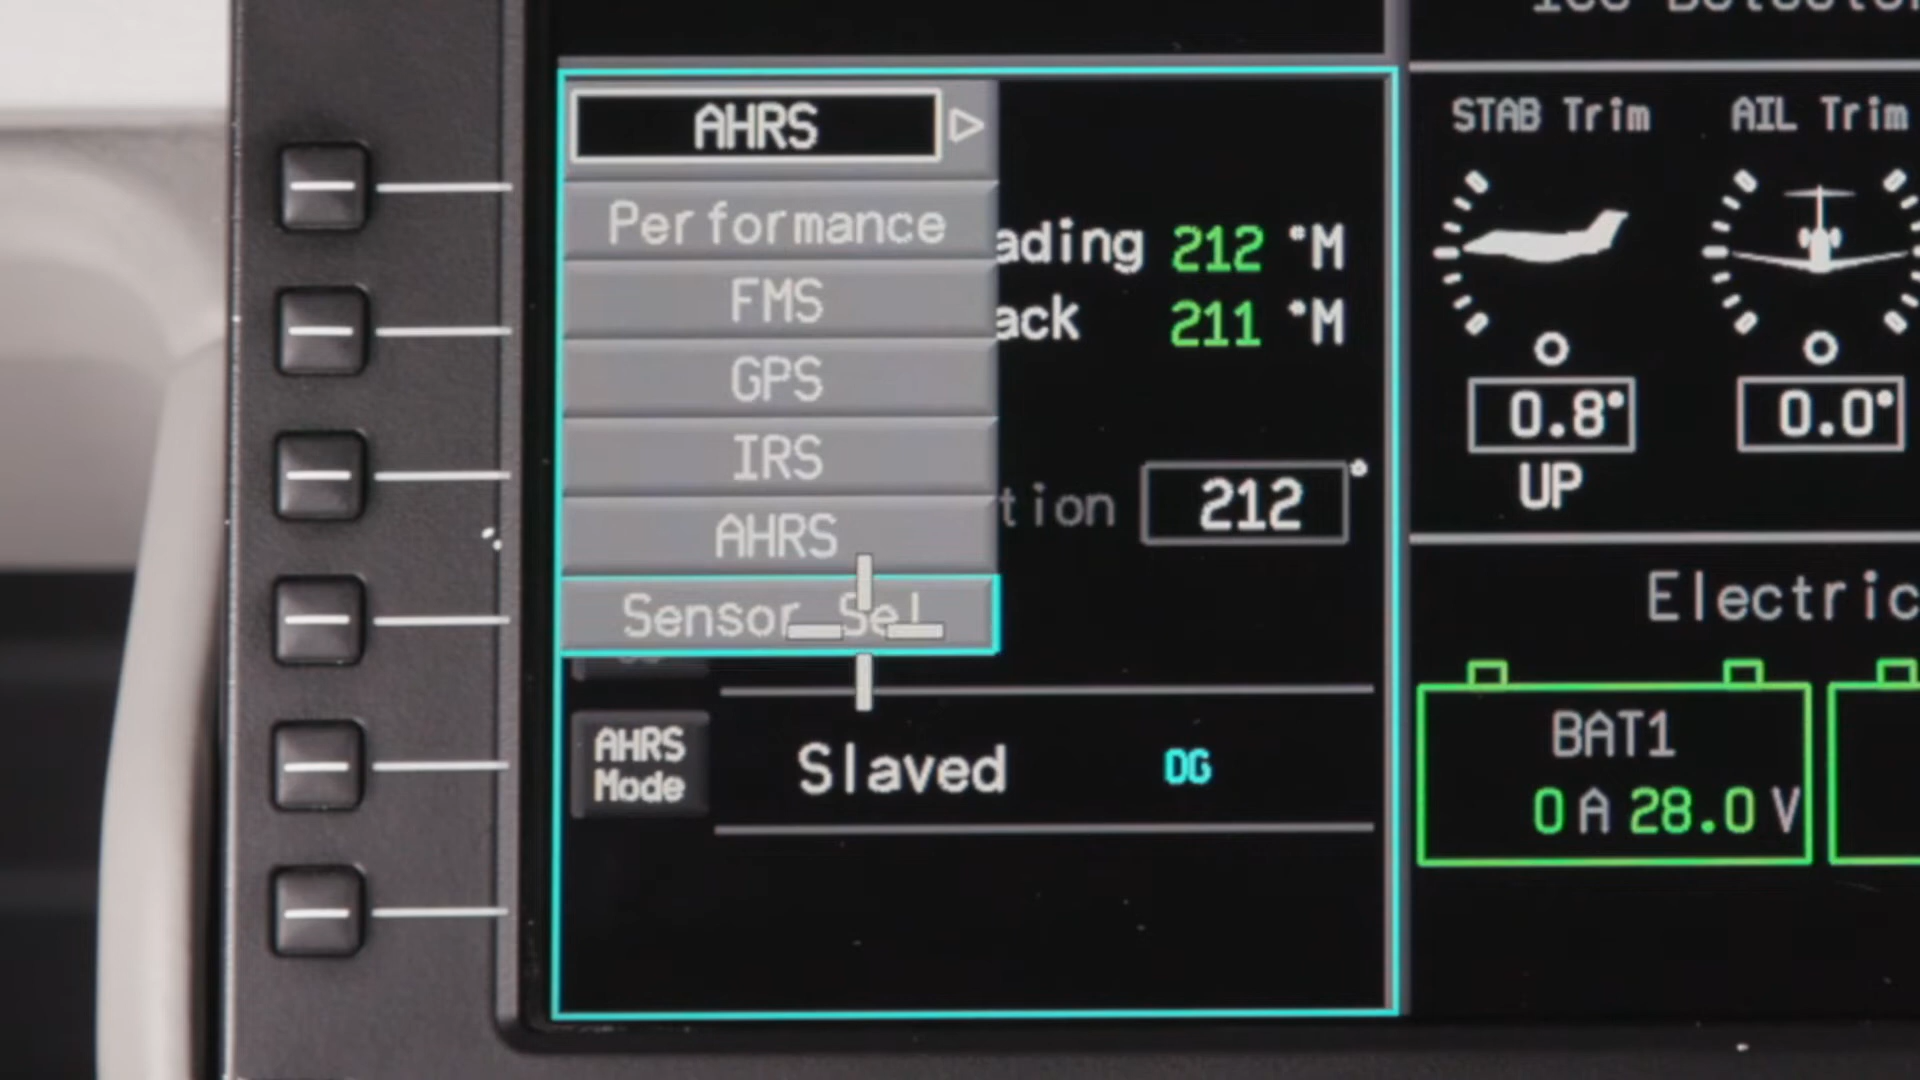 AHRS
Performance
FMS
GPS
IRS
AHRS
Sensor Sel
ading 212 °M
ack 211 °M
tion 212°
AHRS
Mode
Slaved DG
STAB Trim
AIL Trim
0.8°
UP
0.0°
Electric
BAT1
0 A 28.0 V